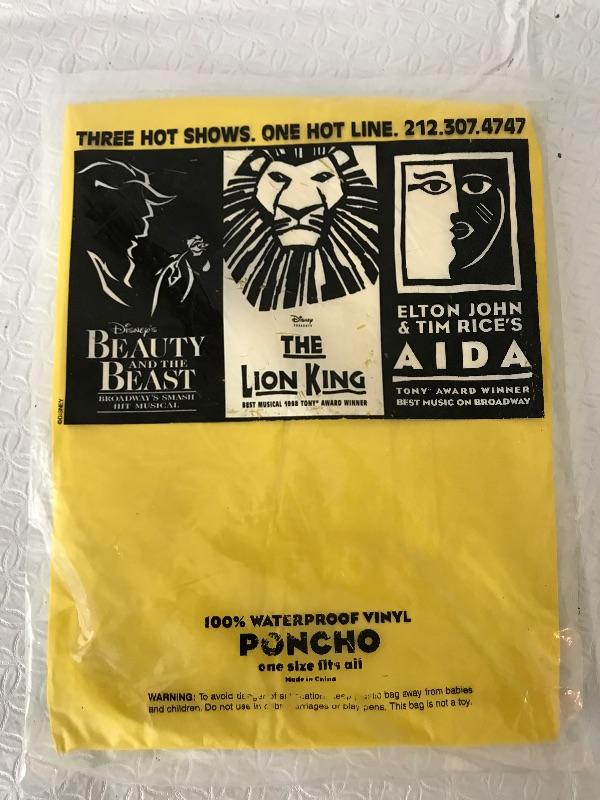 THREE HOT SHOWS. ONE HOT LINE. 212.307.4747
DISNEY'S
BEAUTY
AND THE
BEAST
BROADWAY'S SMASH
HIT MUSICAL
©DISNEY
Disney
PRESENTS
THE
LION KING
BEST MUSICAL 1998 TONY® AWARD WINNER
ELTON JOHN
& TIM RICE'S
AIDA
TONY® AWARD WINNER
BEST MUSIC ON BROADWAY
100% WATERPROOF VINYL
PONCHO
one size fits all
Made in China
WARNING: To avoid danger of suffocation, keep plastic bag away from babies
and children. Do not use in cribs, carriages or play pens. This bag is not a toy.